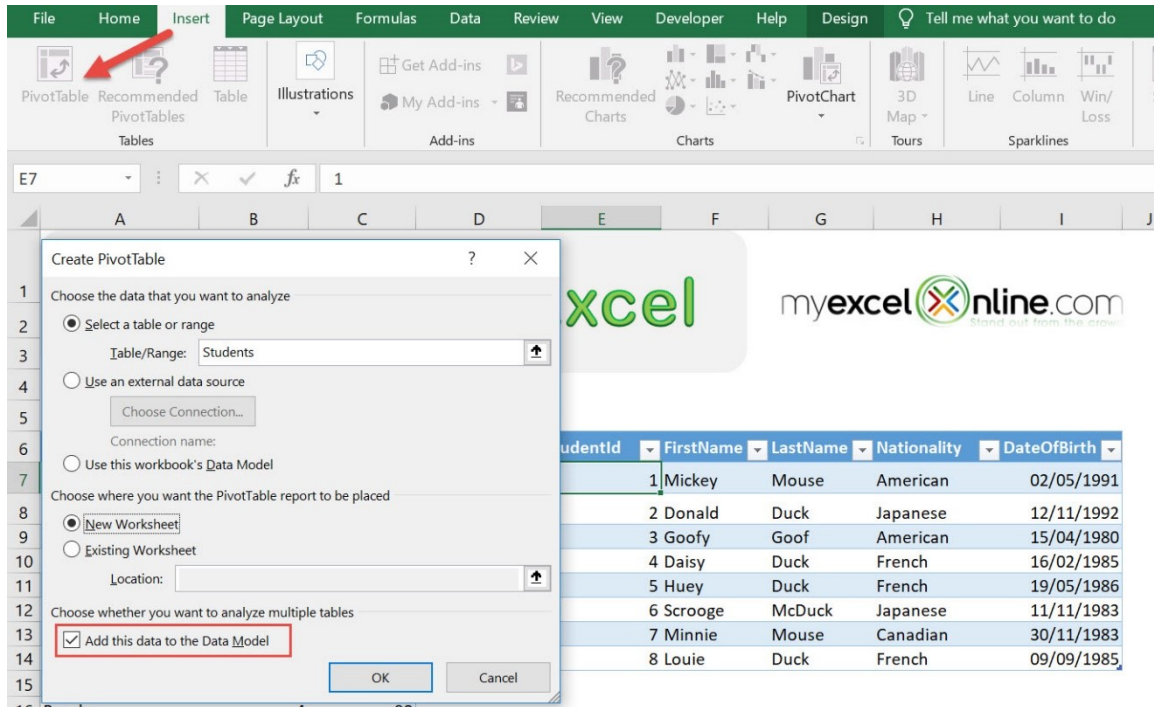 File Home Insert Page Layout Formulas Data Review View Developer Help Design Tell me what you want to do
PivotTable Recommended PivotTables Table Illustrations Get Add-ins My Add-ins Recommended Charts PivotChart 3D Map Line Column Win/Loss
Tables Add-ins Charts Tours Sparklines
E7 fx 1
A B C D E F G H I J
Create PivotTable ? ×
Choose the data that you want to analyze
Select a table or range
Table/Range: Students
Use an external data source
Choose Connection...
Connection name:
Use this workbook's Data Model
Choose where you want the PivotTable report to be placed
New Worksheet
Existing Worksheet
Location:
Choose whether you want to analyze multiple tables
Add this data to the Data Model
OK Cancel
xcel
myexcelOnline.com
Stand out from the crowd
1
2
3
4
5
6 udentId FirstName LastName Nationality DateOfBirth
7 1 Mickey Mouse American 02/05/1991
8 2 Donald Duck Japanese 12/11/1992
9 3 Goofy Goof American 15/04/1980
10 4 Daisy Duck French 16/02/1985
11 5 Huey Duck French 19/05/1986
12 6 Scrooge McDuck Japanese 11/11/1983
13 7 Minnie Mouse Canadian 30/11/1983
14 8 Louie Duck French 09/09/1985
15